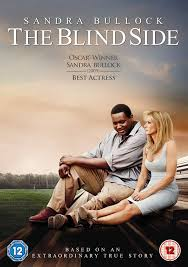 SANDRA BULLOCK
THE BLIND SIDE
OSCAR WINNER
SANDRA BULLOCK
(2009)
BEST ACTRESS
BASED ON AN
EXTRAORDINARY TRUE STORY
12
12